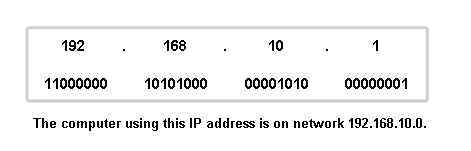 192 . 168 . 10 . 1
11000000 10101000 00001010 00000001
The computer using this IP address is on network 192.168.10.0.